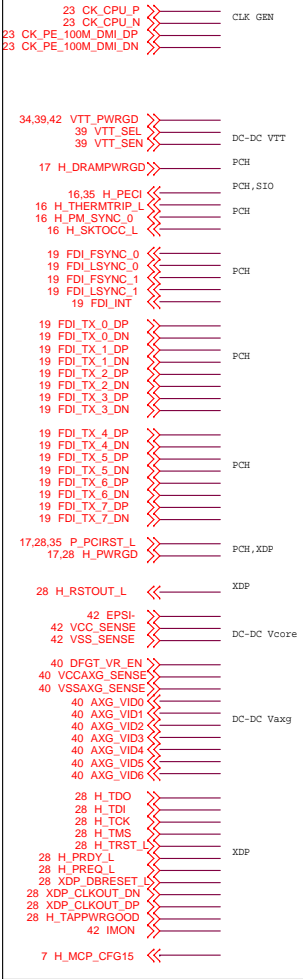 23 CK_CPU_P
23 CK_CPU_N
CLK GEN
23 CK_PE_100M_DMI_DP
23 CK_PE_100M_DMI_DN
34,39,42 VTT_PWRGD
39 VTT_SEL
39 VTT_SEN
DC-DC VTT
17 H_DRAMPWRGD
PCH
16,35 H_PECI
PCH,SIO
16 H_THERMTRIP_L
16 H_PM_SYNC_0
PCH
16 H_SKTOCC_L
19 FDI_FSYNC_0
19 FDI_LSYNC_0
PCH
19 FDI_FSYNC_1
19 FDI_LSYNC_1
19 FDI_INT
19 FDI_TX_0_DP
19 FDI_TX_0_DN
19 FDI_TX_1_DP
19 FDI_TX_1_DN
PCH
19 FDI_TX_2_DP
19 FDI_TX_2_DN
19 FDI_TX_3_DP
19 FDI_TX_3_DN
19 FDI_TX_4_DP
19 FDI_TX_4_DN
19 FDI_TX_5_DP
19 FDI_TX_5_DN
PCH
19 FDI_TX_6_DP
19 FDI_TX_6_DN
19 FDI_TX_7_DP
19 FDI_TX_7_DN
17,28,35 P_PCIRST_L
17,28 H_PWRGD
PCH,XDP
28 H_RSTOUT_L
XDP
42 EPSI-
42 VCC_SENSE
42 VSS_SENSE
DC-DC Vcore
40 DFGT_VR_EN
40 VCCAXG_SENSE
40 VSSAXG_SENSE
40 AXG_VID0
40 AXG_VID1
40 AXG_VID2
DC-DC Vaxg
40 AXG_VID3
40 AXG_VID4
40 AXG_VID5
40 AXG_VID6
28 H_TDO
28 H_TDI
28 H_TCK
28 H_TMS
28 H_TRST_L
XDP
28 H_PRDY_L
28 H_PREQ_L
28 XDP_DBRESET_L
28 XDP_CLKOUT_DN
28 XDP_CLKOUT_DP
28 H_TAPPWRGOOD
42 IMON
7 H_MCP_CFG15